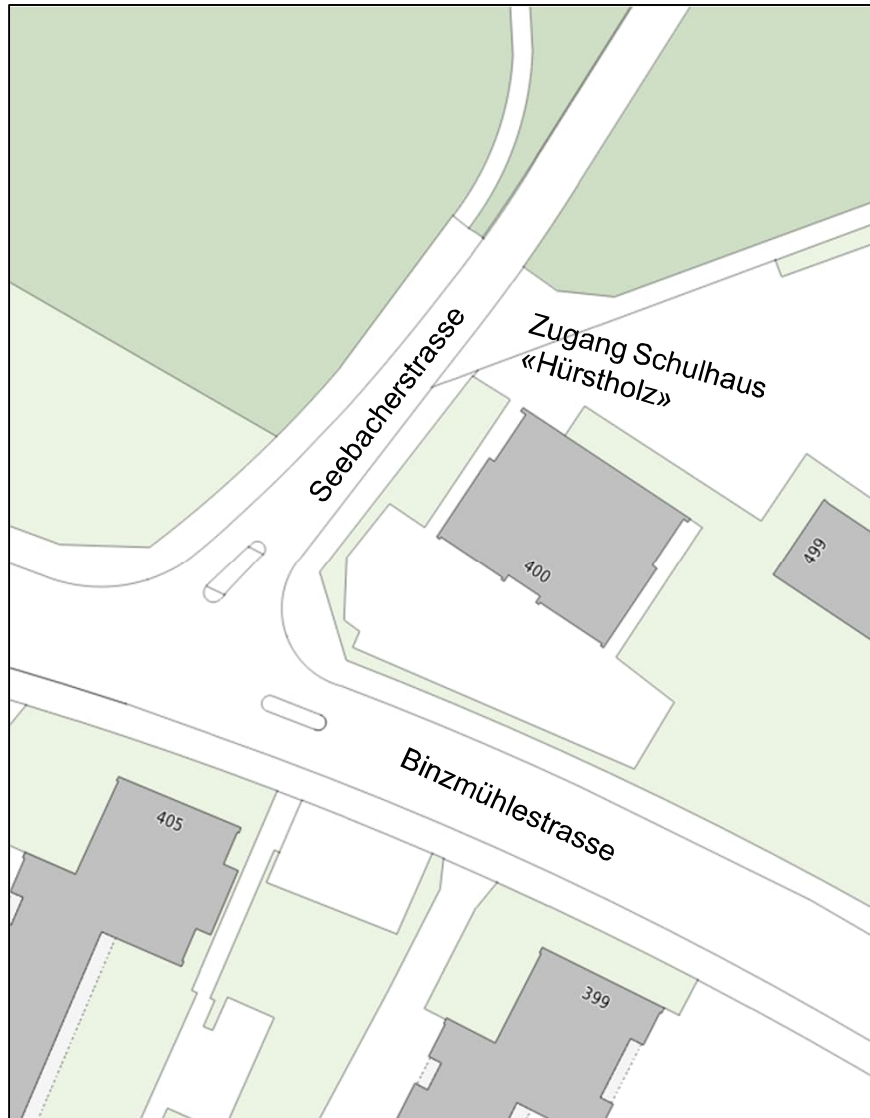 Seebacherstrasse
Zugang Schulhaus
«Hürstholz»
400
499
Binzmühlestrasse
405
399